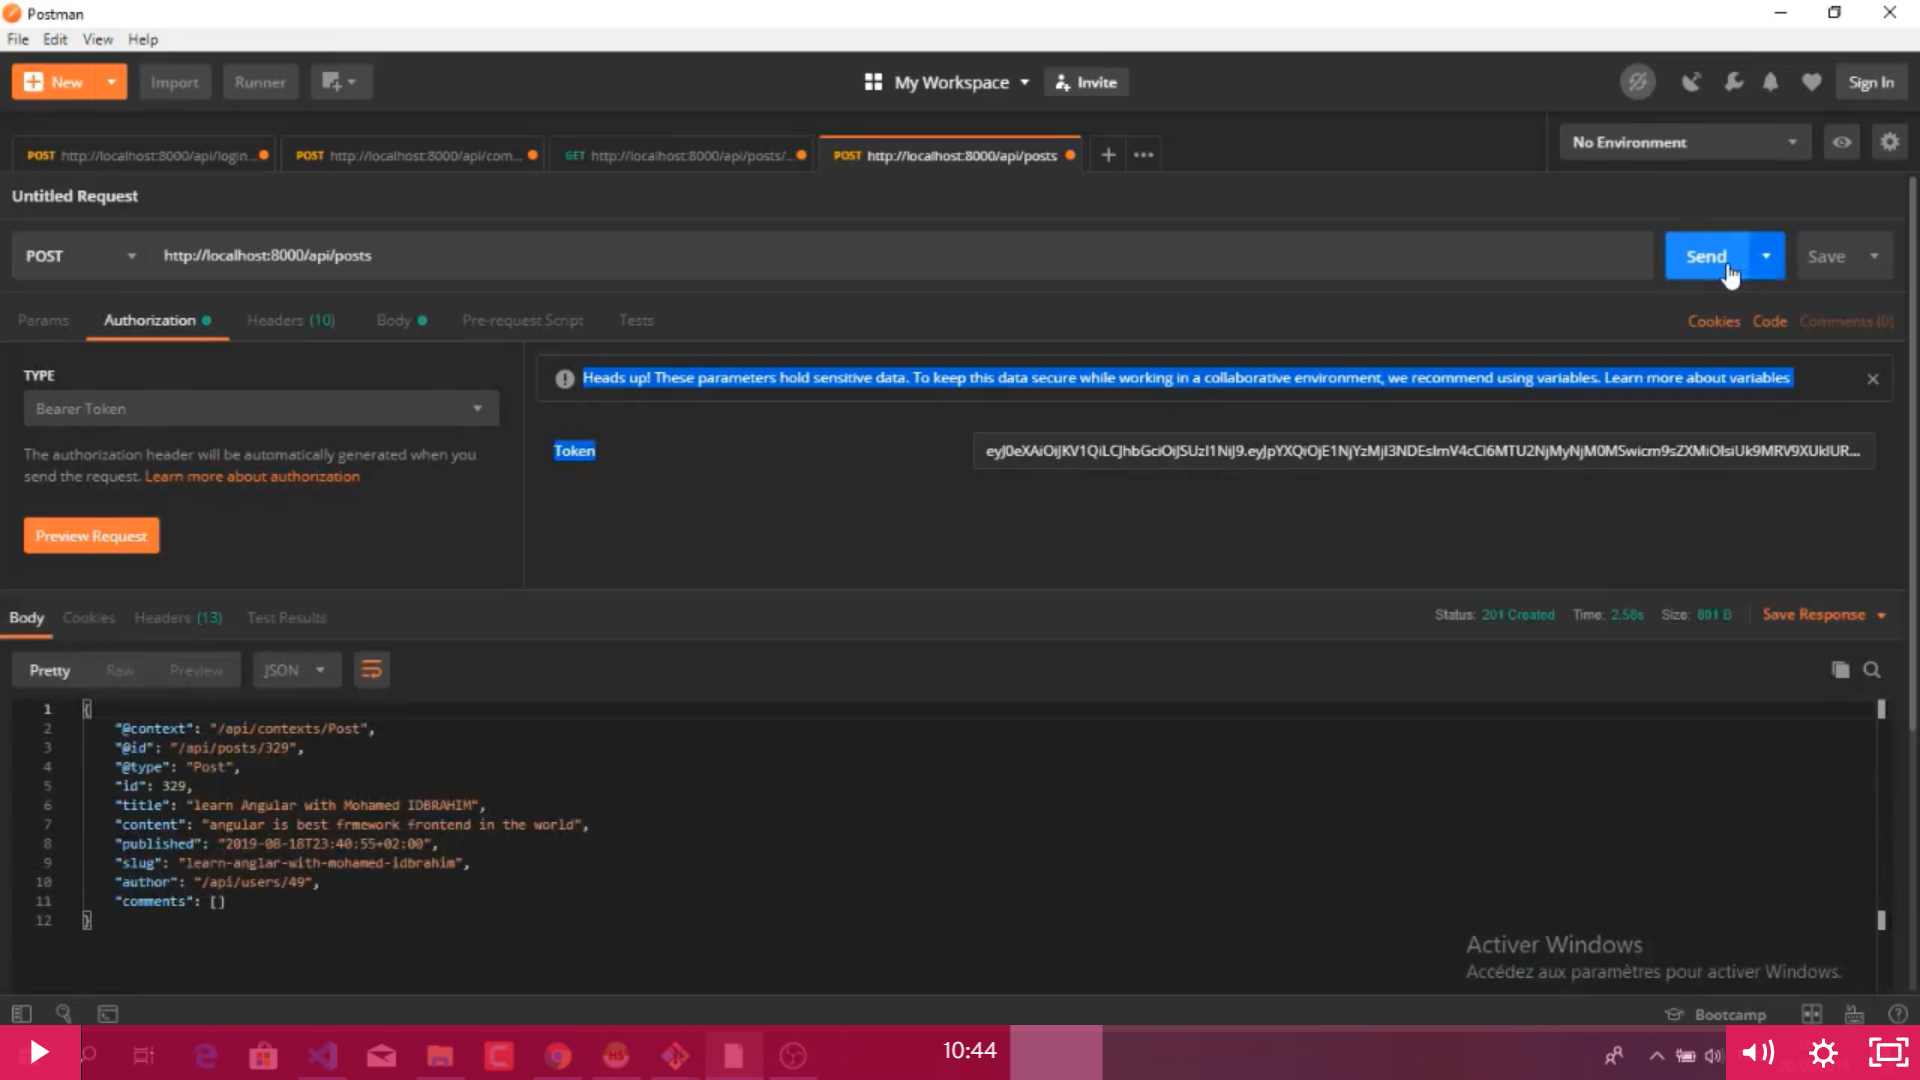 Postman
File Edit View Help
New Import Runner My Workspace Invite Sign In
POST http://localhost:8000/api/login... POST http://localhost:8000/api/com... GET http://localhost:8000/api/posts/... POST http://localhost:8000/api/posts + ... No Environment
Untitled Request
POST http://localhost:8000/api/posts Send Save
Params Authorization Headers (10) Body Pre-request Script Tests Cookies Code Comments (0)
TYPE
Heads up! These parameters hold sensitive data. To keep this data secure while working in a collaborative environment, we recommend using variables. Learn more about variables
Bearer Token
The authorization header will be automatically generated when you
send the request. Learn more about authorization
Token
Preview Request
Body Cookies Headers (13) Test Results Status: 201 Created Time: 2.58s Size: 891 B Save Response
Pretty Raw Preview JSON
1 {
2 "@context": "/api/contexts/Post",
3 "@id": "/api/posts/329",
4 "@type": "Post",
5 "id": 329,
6 "title": "learn Angular with Mohamed IDBRAHIM",
7 "content": "angular is best frmework frontend in the world",
8 "published": "2019-08-18T23:40:55+02:00",
9 "slug": "learn-anglar-with-mohamed-idbrahim",
10 "author": "/api/users/49",
11 "comments": []
12 }
Activer Windows
Accédez aux paramètres pour activer Windows.
Bootcamp
10:44